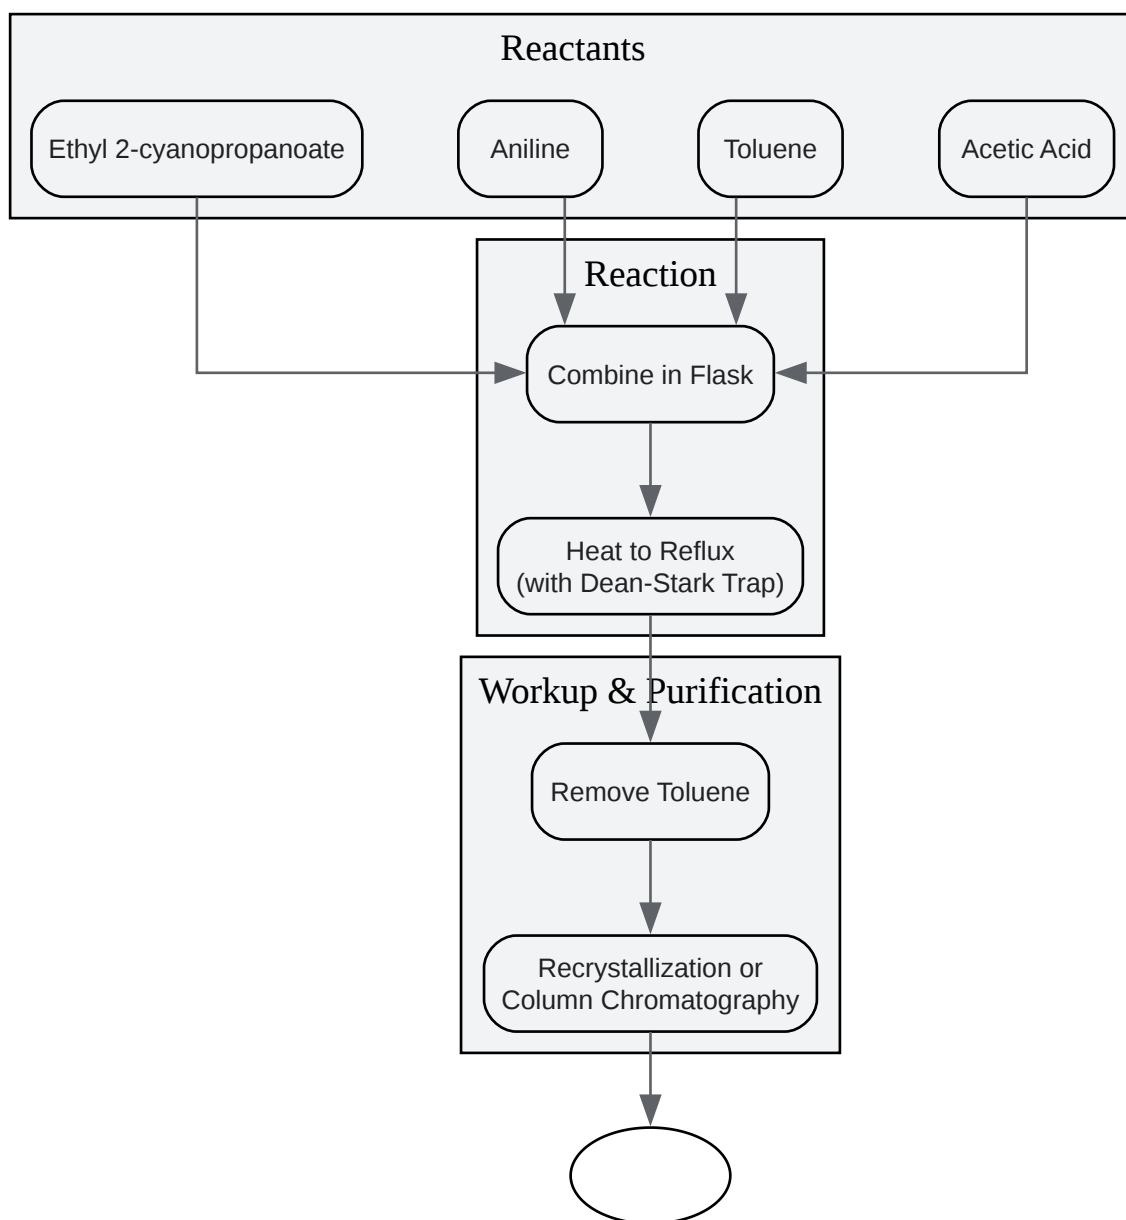 Reactants
Ethyl 2-cyanopropanoate
Aniline
Toluene
Acetic Acid
Reaction
Combine in Flask
Heat to Reflux
(with Dean-Stark Trap)
Workup & Purification
Remove Toluene
Recrystallization or
Column Chromatography